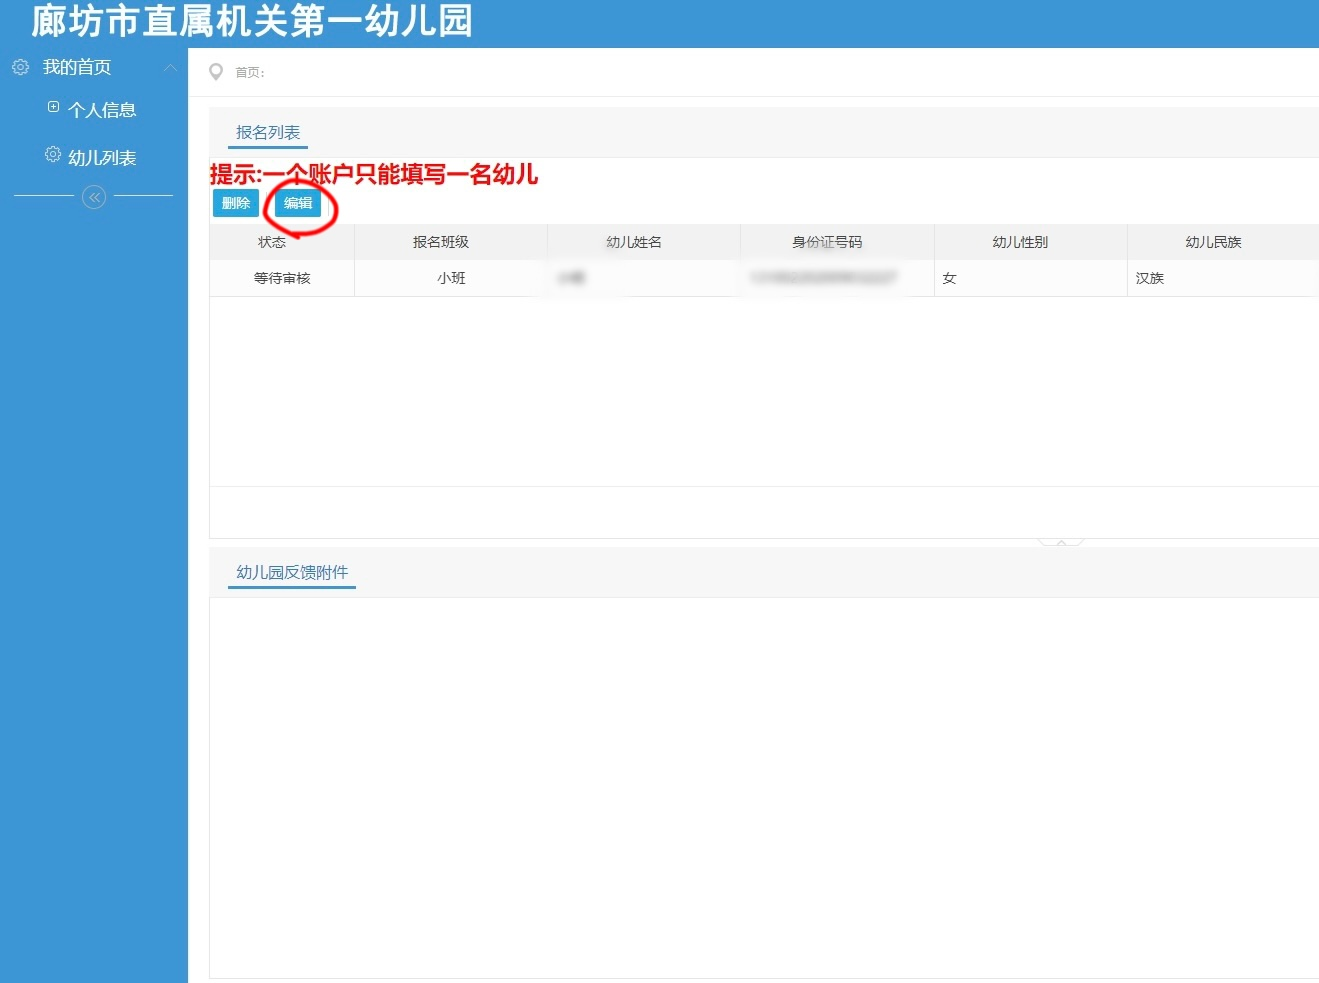 廊坊市直属机关第一幼儿园
我的首页
个人信息
幼儿列表
首页:
报名列表
提示:一个账户只能填写一名幼儿
删除 编辑
状态 报名班级 幼儿姓名 身份证号码 幼儿性别 幼儿民族
等待审核 小班 女 汉族
幼儿园反馈附件